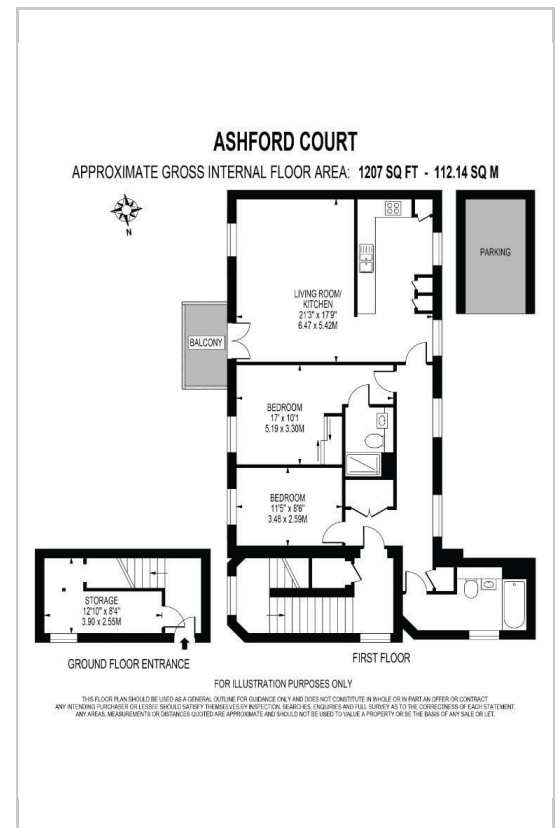 ASHFORD COURT
APPROXIMATE GROSS INTERNAL FLOOR AREA: 1207 SQ FT - 112.14 SQ M
N
PARKING
LIVING ROOM/
KITCHEN
21'3" x 17'9"
6.47 x 5.42M
BALCONY
BEDROOM
17' x 10'1
5.19 x 3.30M
BEDROOM
11'5" x 8'6"
3.48 x 2.59M
STORAGE
12'10" x 8'4"
3.90 x 2.55M
GROUND FLOOR ENTRANCE
FIRST FLOOR
FOR ILLUSTRATION PURPOSES ONLY
THIS FLOOR PLAN SHOULD BE USED AS A GENERAL OUTLINE FOR GUIDANCE ONLY AND DOES NOT CONSTITUTE IN WHOLE OR IN PART AN OFFER OR CONTRACT
ANY INTENDING PURCHASER OR LESSEE SHOULD SATISFY THEMSELVES BY INSPECTION, SEARCHES, ENQUIRIES AND FULL SURVEY AS TO THE CORRECTNESS OF EACH STATEMENT.
ANY AREAS, MEASUREMENTS OR DISTANCES QUOTED ARE APPROXIMATE AND SHOULD NOT BE USED TO VALUE A PROPERTY OR BE THE BASIS OF ANY SALE OR LET.